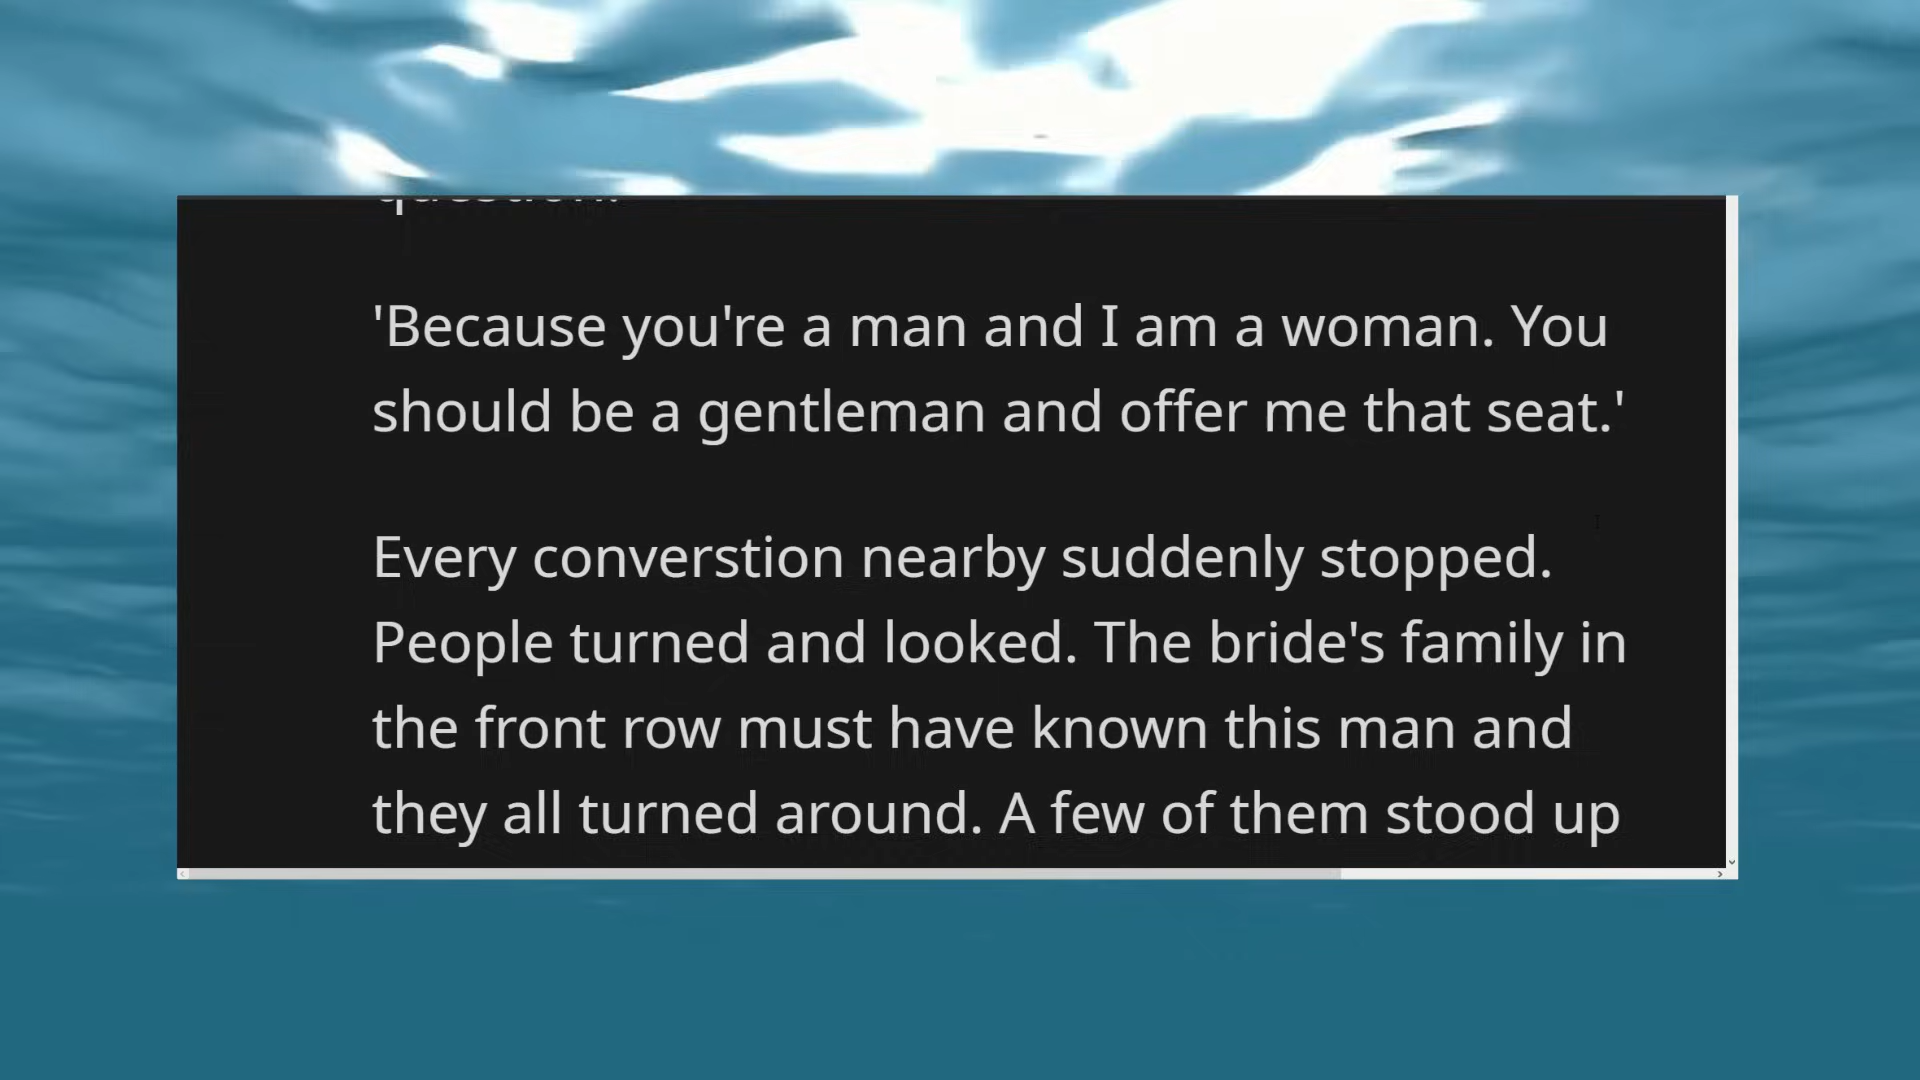 question.
'Because you're a man and I am a woman. You
should be a gentleman and offer me that seat.'
Every converstion nearby suddenly stopped.
People turned and looked. The bride's family in
the front row must have known this man and
they all turned around. A few of them stood up